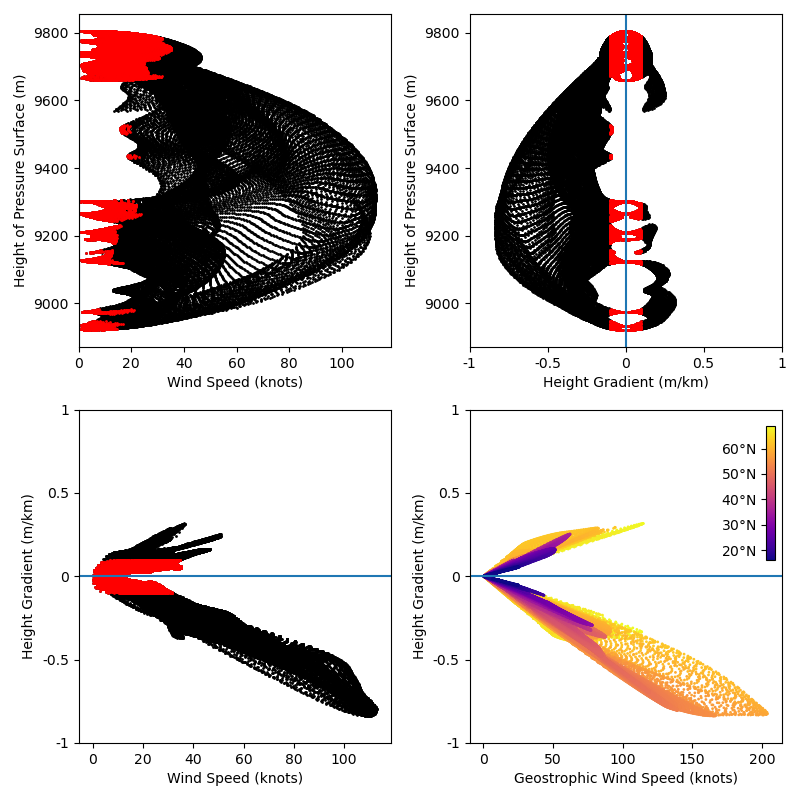 9800
9600
9400
9200
9000
Height of Pressure Surface (m)
0 20 40 60 80 100
Wind Speed (knots)
9800
9600
9400
9200
9000
Height of Pressure Surface (m)
-1 -0.5 0 0.5 1
Height Gradient (m/km)
1
0.5
0
-0.5
-1
Height Gradient (m/km)
0 20 40 60 80 100
Wind Speed (knots)
1
0.5
0
-0.5
-1
Height Gradient (m/km)
60°N
50°N
40°N
30°N
20°N
0 50 100 150 200
Geostrophic Wind Speed (knots)